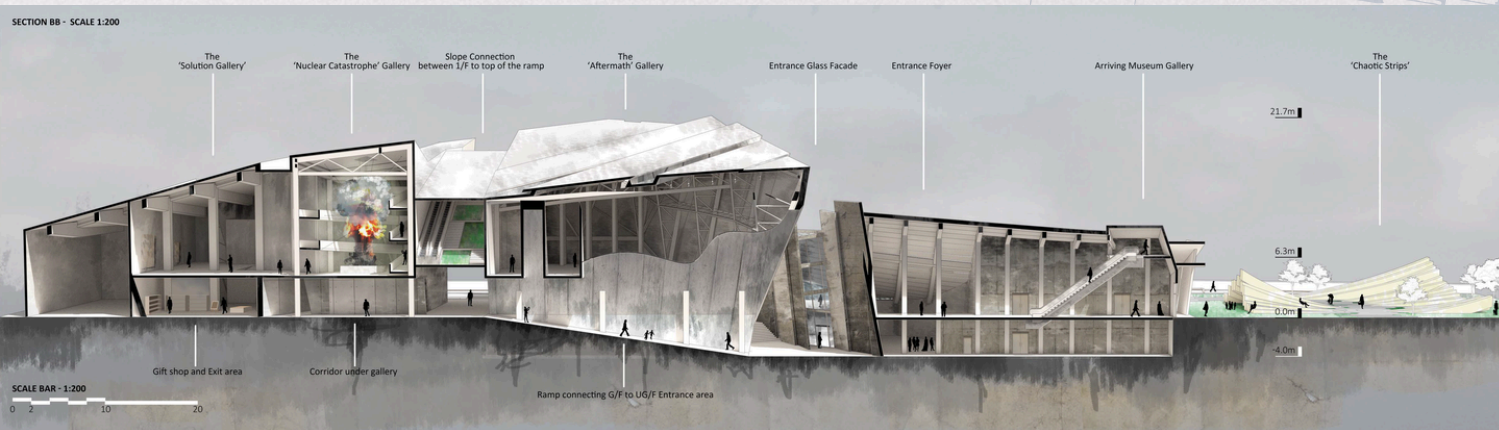 SECTION BB - SCALE 1:200
The
'Solution Gallery'
The
'Nuclear Catastrophe' Gallery
Slope Connection
between 1/F to top of the ramp
The
'Aftermath' Gallery
Entrance Glass Facade
Entrance Foyer
Arriving Museum Gallery
The
'Chaotic Strips'
21.7m
6.3m
0.0m
-4.0m
Gift shop and Exit area
Corridor under gallery
Ramp connecting G/F to UG/F Entrance area
SCALE BAR - 1:200
0 2 10 20